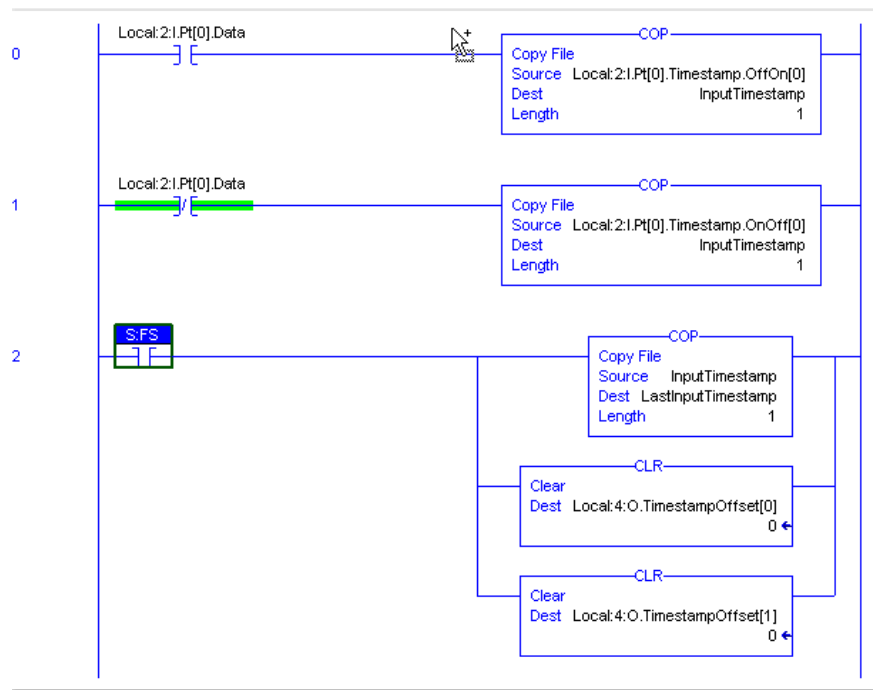 0
Local:2:I.Pt[0].Data
COP
Copy File
Source Local:2:I.Pt[0].Timestamp.OffOn[0]
Dest InputTimestamp
Length 1
1
Local:2:I.Pt[0].Data
COP
Copy File
Source Local:2:I.Pt[0].Timestamp.OnOff[0]
Dest InputTimestamp
Length 1
2
S:FS
COP
Copy File
Source InputTimestamp
Dest LastInputTimestamp
Length 1
CLR
Clear
Dest Local:4:O.TimestampOffset[0]
0
CLR
Clear
Dest Local:4:O.TimestampOffset[1]
0